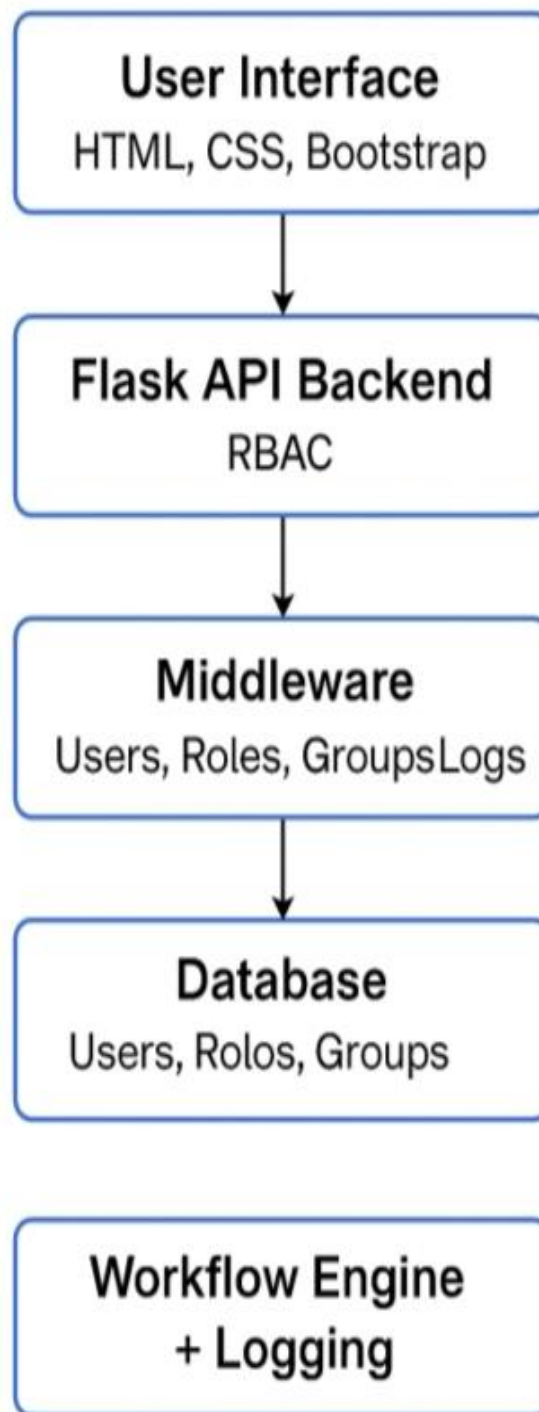 User Interface
HTML, CSS, Bootstrap
Flask API Backend
RBAC
Middleware
Users, Roles, GroupsLogs
Database
Users, Rolos, Groups
Workflow Engine
+ Logging